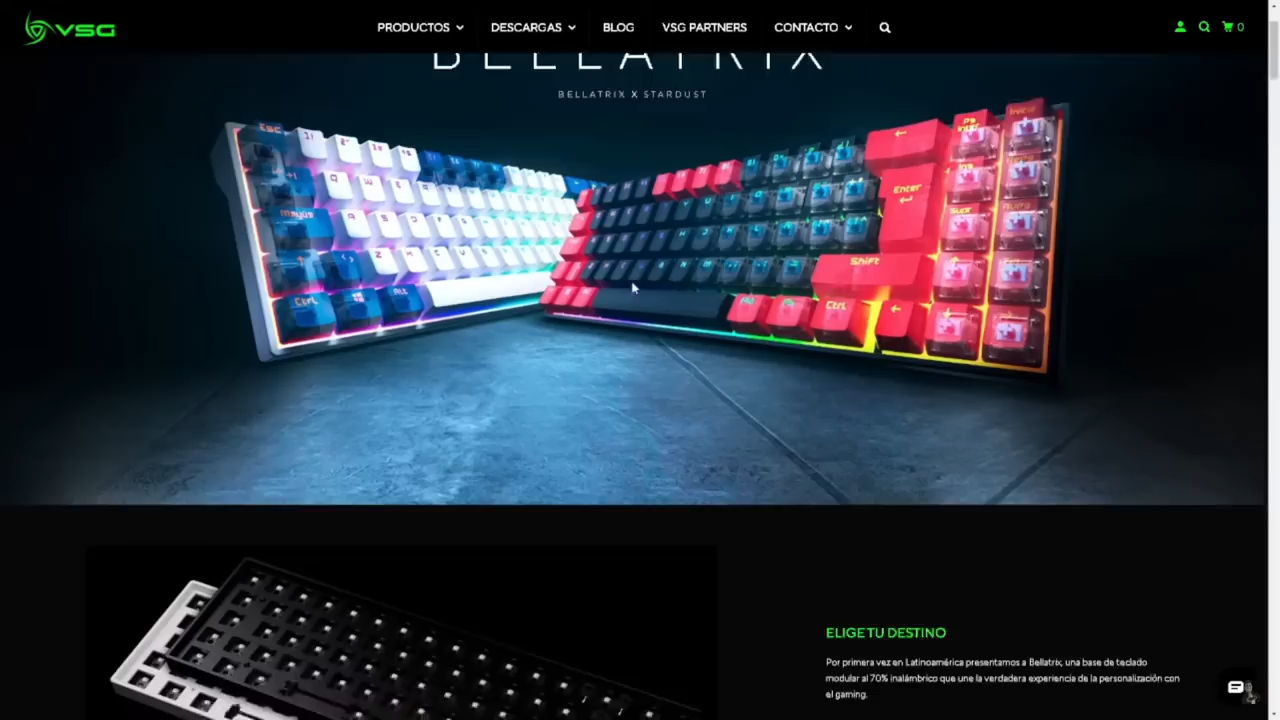 VSG
PRODUCTOS
DESCARGAS
BLOG
VSG PARTNERS
CONTACTO
0
BELLATRIX
BELLATRIX X STARDUST
Esc
Mayús
Ctrl
Alt
Enter
Shift
Ctrl
ELIGE TU DESTINO
Por primera vez en Latinoamérica presentamos a Bellatrix, una base de teclado
modular al 70% inalámbrico que une la verdadera experiencia de la personalización con
el gaming.